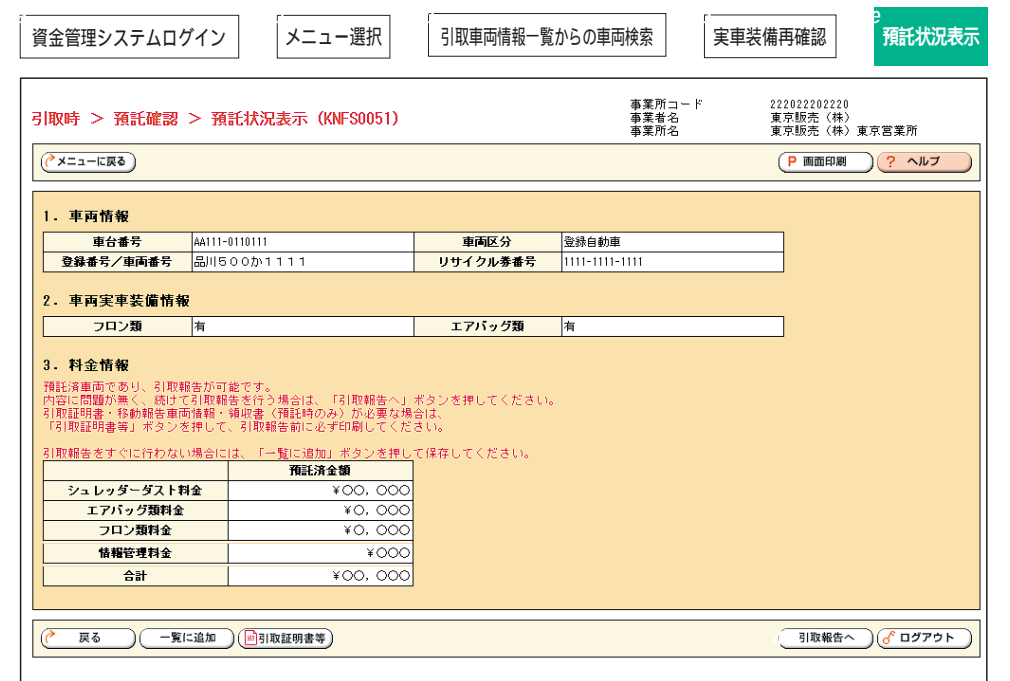 資金管理システムログイン
メニュー選択
引取車両情報一覧からの車両検索
実車装備再確認
e
預託状況表示
引取時 ＞ 預託確認 ＞ 預託状況表示 (KNFS0051)
事業所コード 222022202220
事業者名 東京販売（株）
事業所名 東京販売（株）東京営業所
メニューに戻る
P 画面印刷
? ヘルプ
1. 車両情報
車台番号 AA111-0110111 車両区分 登録自動車
登録番号／車両番号 品川５００か１１１１ リサイクル券番号 1111-1111-1111
2. 車両実車装備情報
フロン類 有 エアバッグ類 有
3. 料金情報
預託済車両であり、引取報告が可能です。
内容に問題が無く、続けて引取報告を行う場合は、「引取報告へ」ボタンを押してください。
引取証明書・移動報告車両情報・領収書（預託時のみ）が必要な場合は、
「引取証明書等」ボタンを押して、引取報告前に必ず印刷してください。
引取報告をすぐに行わない場合には、「一覧に追加」ボタンを押して保存してください。
預託済金額
シュレッダーダスト料金 ￥○○，○○○
エアバッグ類料金 ￥○，○○○
フロン類料金 ￥○，○○○
情報管理料金 ￥○○○
合計 ￥○○，○○○
戻る
一覧に追加
引取証明書等
引取報告へ
ログアウト